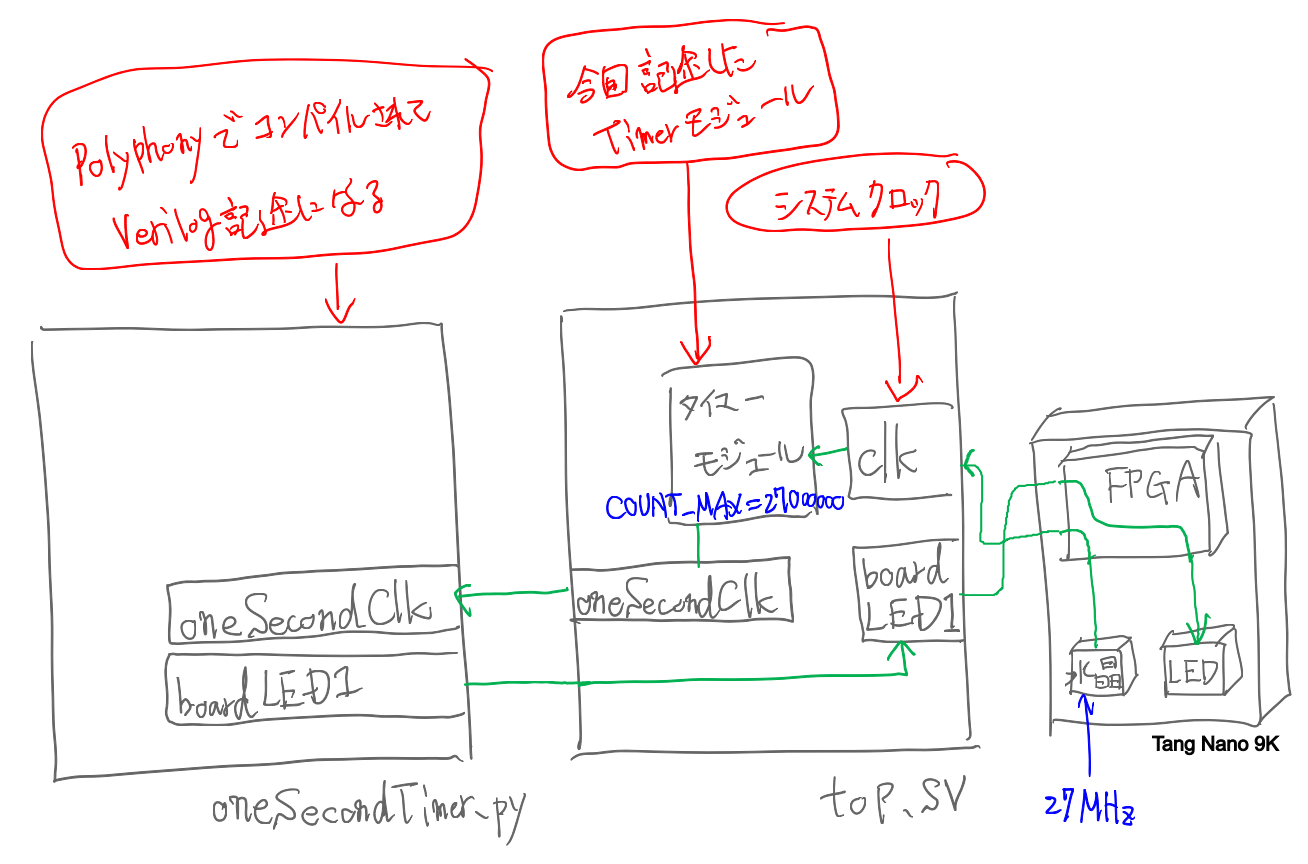 Polyphonyでコンパイルされて
Verilog記述になる
今回記述した
Timerモジュール
システムクロック
タイマー
モジュール
COUNT_MAX=27000000
clk
oneSecondClk
board
LED1
oneSecondClk
boardLED1
FPGA
水晶
LED
Tang Nano 9K
27MHz
oneSecondTimer.py
top.sv